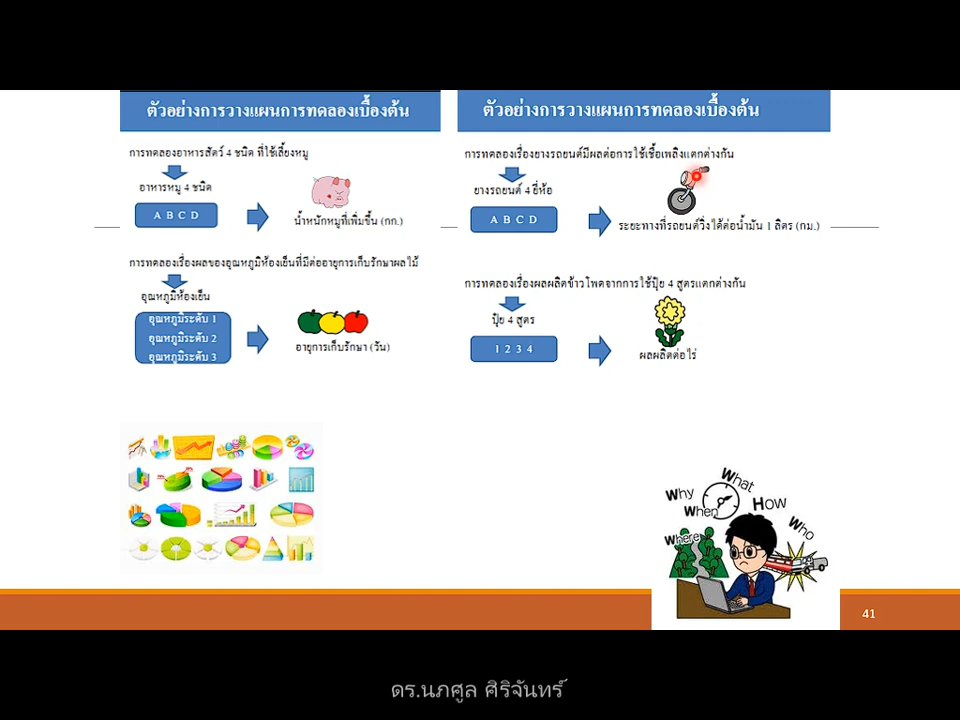 ตัวอย่างการวางแผนการทดลองเบื้องต้น
การทดลองอาหารสัตว์ 4 ชนิด ที่ใช้เลี้ยงหมู
อาหารหมู 4 ชนิด
A B C D
น้ำหนักหมูที่เพิ่มขึ้น (กก.)
การทดลองเรื่องผลของอุณหภูมิห้องเย็นที่มีต่ออายุการเก็บรักษาผลไม้
อุณหภูมิห้องเย็น
อุณหภูมิระดับ 1
อุณหภูมิระดับ 2
อุณหภูมิระดับ 3
อายุการเก็บรักษา (วัน)
ตัวอย่างการวางแผนการทดลองเบื้องต้น
การทดลองเรื่องยางรถยนต์มีผลต่อการใช้เชื้อเพลิงแตกต่างกัน
ยางรถยนต์ 4 ยี่ห้อ
A B C D
ระยะทางที่รถยนต์วิ่งได้ต่อน้ำมัน 1 ลิตร (กม.)
การทดลองเรื่องผลผลิตข้าวโพดจากการใช้ปุ๋ย 4 สูตรแตกต่างกัน
ปุ๋ย 4 สูตร
1 2 3 4
ผลผลิตต่อไร่
What
Why
When
How
Who
Where
41
ดร.นภศูล ศิริจันทร์